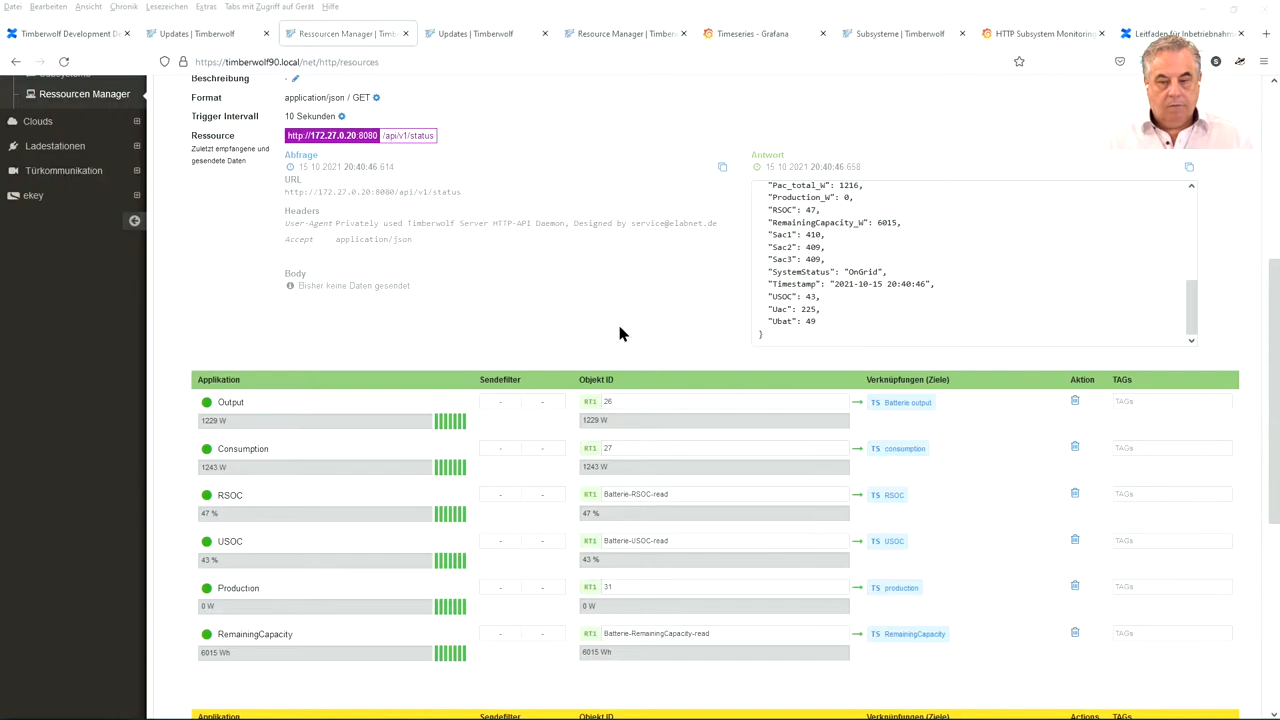 Datei Bearbeiten Ansicht Chronik Lesezeichen Extras Tabs mit Zugriff auf Gerät Hilfe
Timberwolf Development De
Updates | Timberwolf
Ressourcen Manager | Timb
Updates | Timberwolf
Resource Manager | Timber
Timeseries - Grafana
Subsysteme | Timberwolf
HTTP Subsystem Monitoring
Leitfaden für Inbetriebnahm
https://timberwolf90.local/net/http/resources
Ressourcen Manager
Clouds
Ladestationen
Türkommunikation
ekey
Beschreibung -
Format application/json / GET
Trigger Intervall 10 Sekunden
Ressource http://172.27.0.20:8080 /api/v1/status
Zuletzt empfangene und
gesendete Daten
Abfrage
15 10 2021 20:40:46.614
URL
http://172.27.0.20:8080/api/v1/status
Headers
User-Agent Privately used Timberwolf Server HTTP-API Daemon, Designed by service@elabnet.de
Accept application/json
Body
Bisher keine Daten gesendet
Antwort
15 10 2021 20:40:46.658
"Pac_total_W": 1216,
"Production_W": 0,
"RSOC": 47,
"RemainingCapacity_W": 6015,
"Sac1": 410,
"Sac2": 409,
"Sac3": 409,
"SystemStatus": "OnGrid",
"Timestamp": "2021-10-15 20:40:46",
"USOC": 43,
"Uac": 225,
"Ubat": 49
}
Applikation Sendefilter Objekt ID Verknüpfungen (Ziele) Aktion TAGs
Output - - RT1 26 TS Batterie output TAGs
1229 W 1229 W
Consumption - - RT1 27 TS consumption TAGs
1243 W 1243 W
RSOC - - RT1 Batterie-RSOC-read TS RSOC TAGs
47 % 47 %
USOC - - RT1 Batterie-USOC-read TS USOC TAGs
43 % 43 %
Production - - RT1 31 TS production TAGs
0 W 0 W
RemainingCapacity - - RT1 Batterie-RemainingCapacity-read TS RemainingCapacity TAGs
6015 Wh 6015 Wh
Applikation Sendefilter Objekt ID Verknüpfungen (Ziele) Actions TAGs